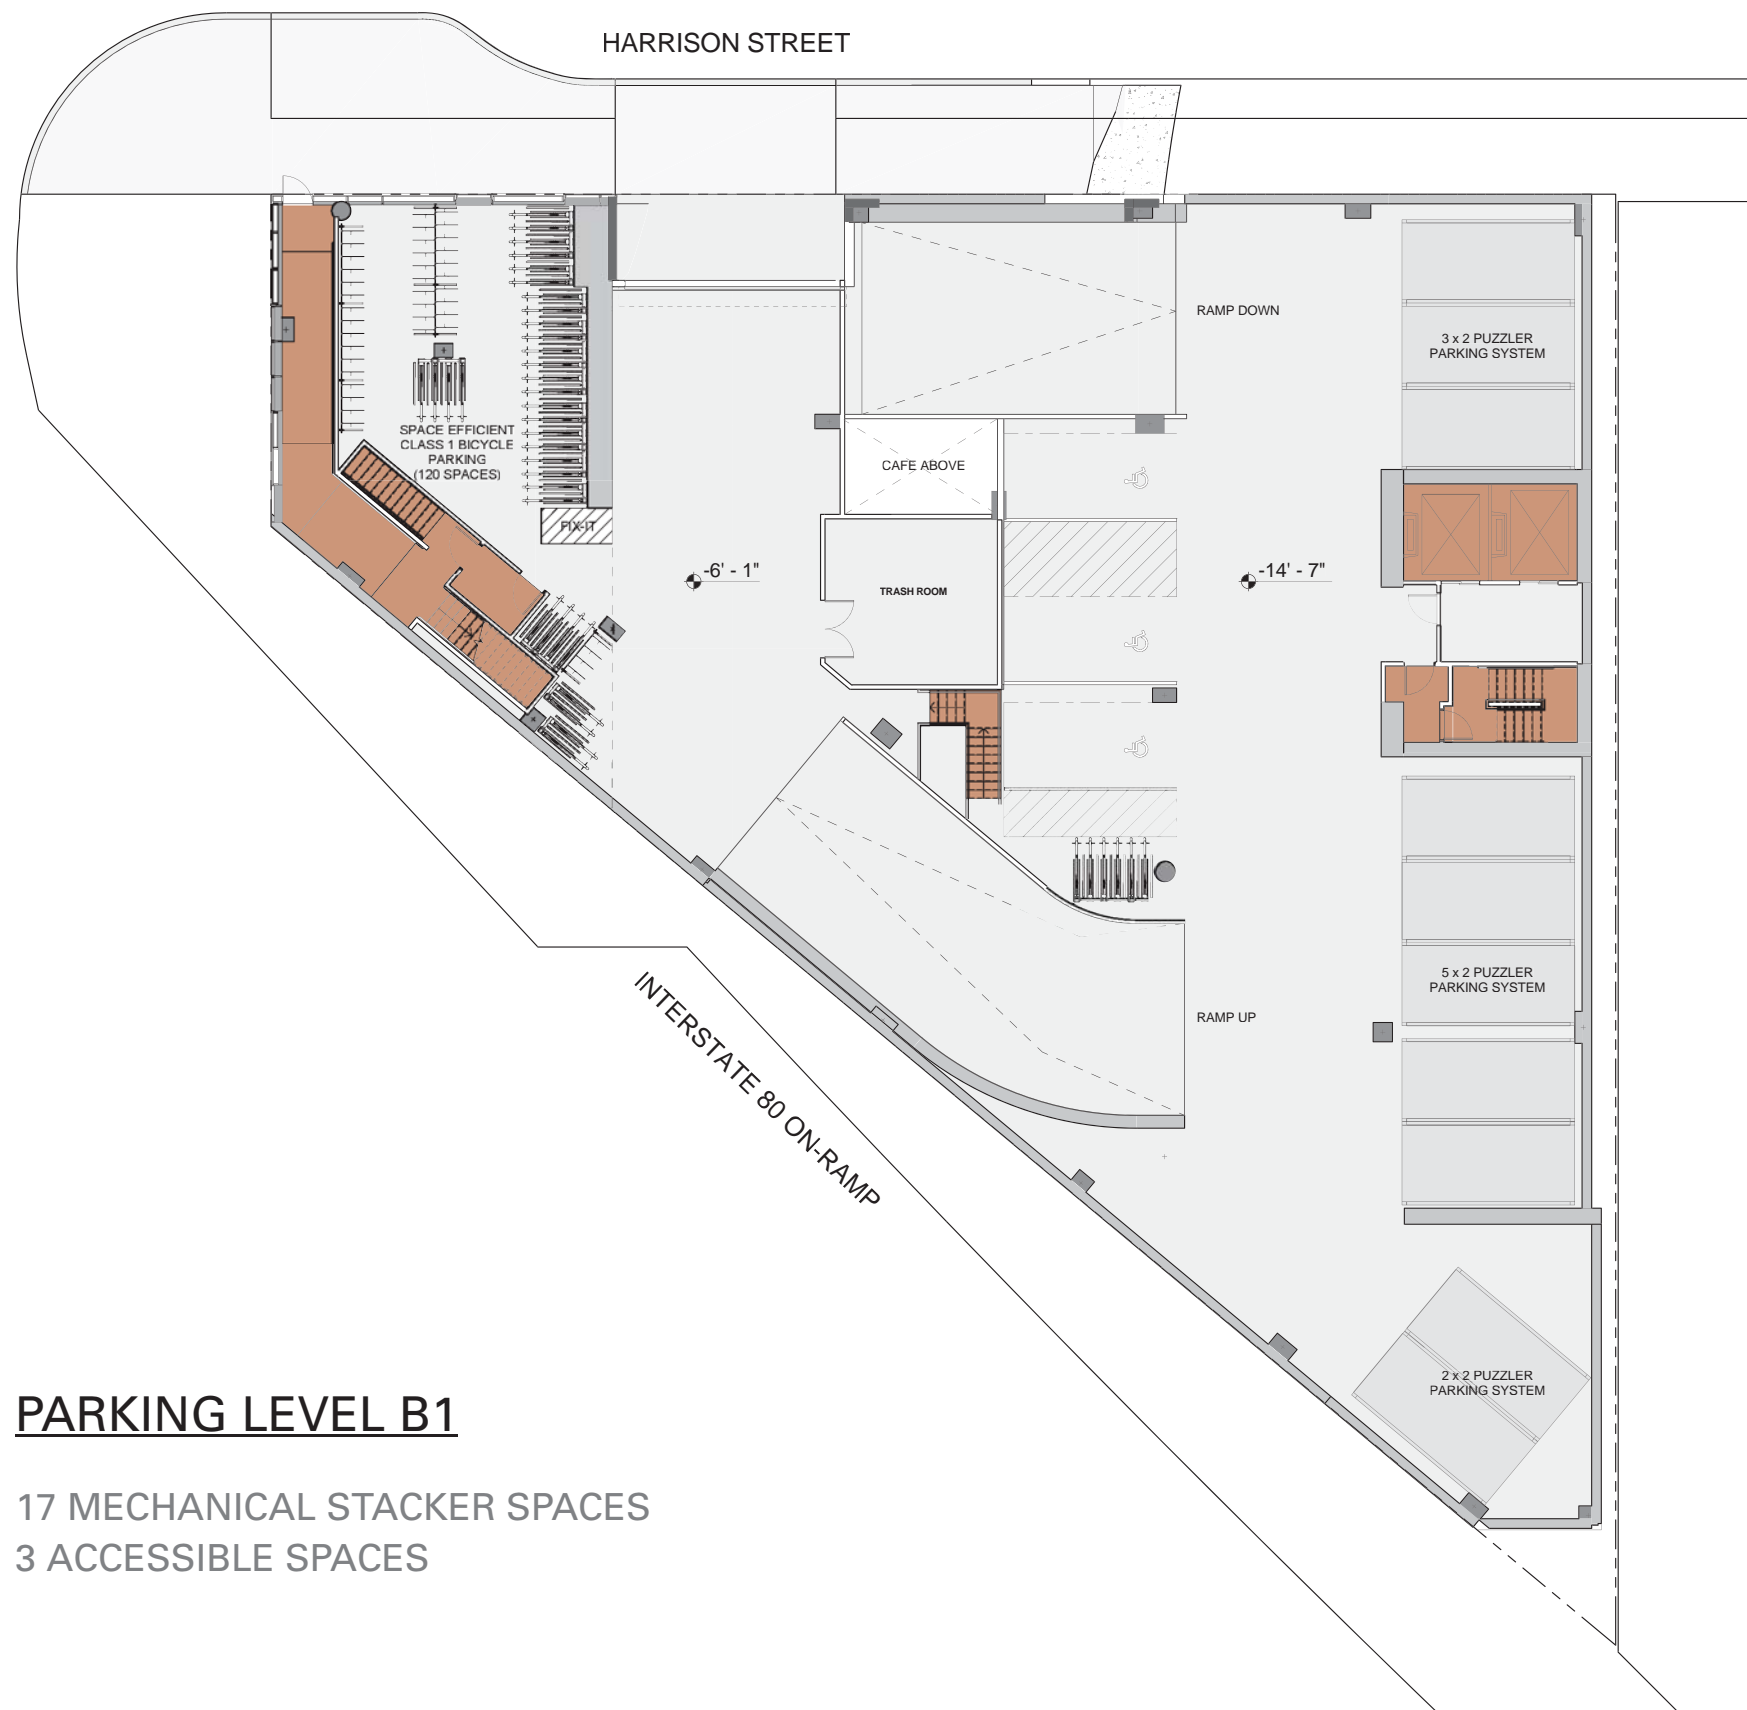 HARRISON STREET
RAMP DOWN
3 x 2 PUZZLER
PARKING SYSTEM
SPACE EFFICIENT
CLASS 1 BICYCLE
PARKING
(120 SPACES)
CAFE ABOVE
FIX-IT
-6' - 1"
TRASH ROOM
-14' - 7"
5 x 2 PUZZLER
PARKING SYSTEM
RAMP UP
INTERSTATE 80 ON-RAMP
2 x 2 PUZZLER
PARKING SYSTEM
PARKING LEVEL B1
17 MECHANICAL STACKER SPACES
3 ACCESSIBLE SPACES